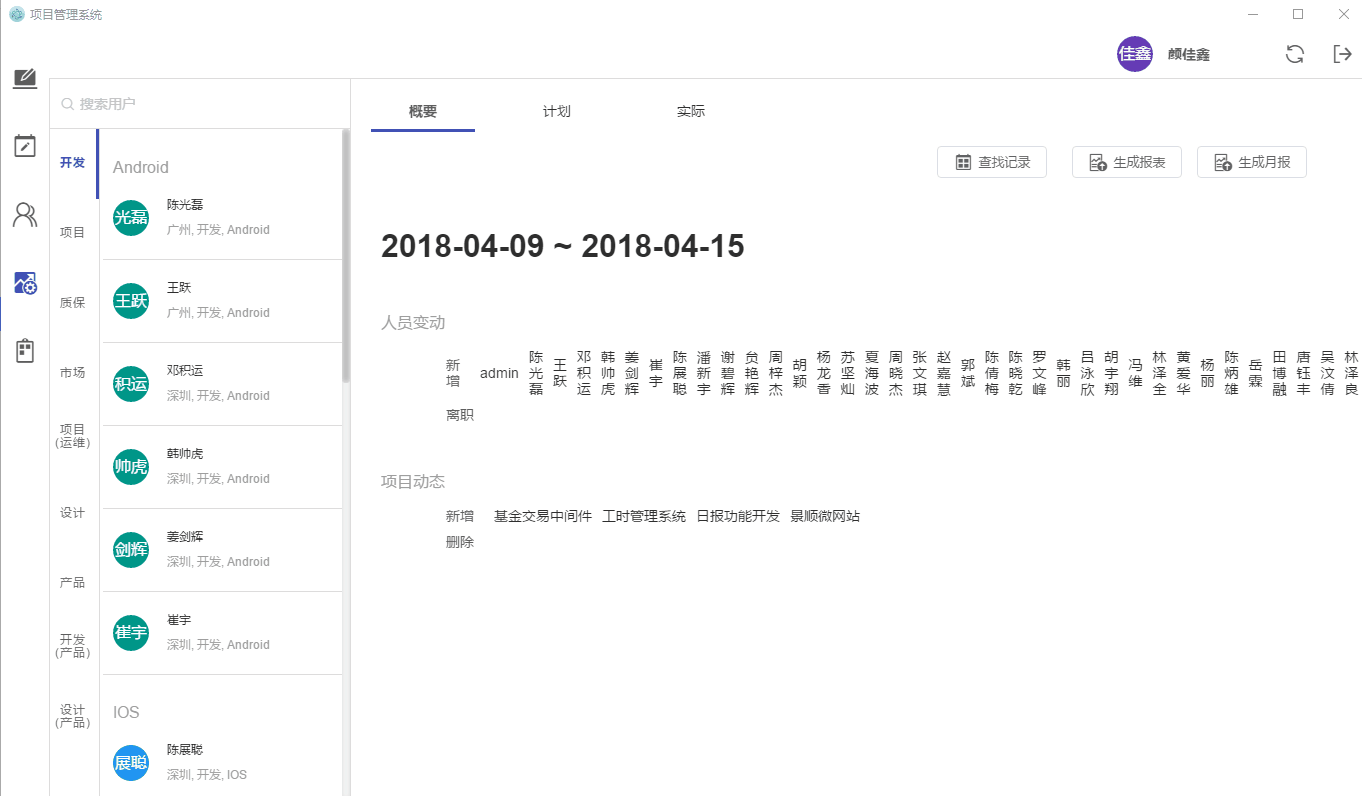 项目管理系统
佳鑫 颜佳鑫
搜索用户
概要 计划 实际
查找记录 生成报表 生成月报
开发
项目
质保
市场
项目
(运维)
设计
产品
开发
(产品)
设计
(产品)
Android
光磊 陈光磊
广州, 开发, Android
王跃 王跃
广州, 开发, Android
积运 邓积运
深圳, 开发, Android
帅虎 韩帅虎
深圳, 开发, Android
剑辉 姜剑辉
深圳, 开发, Android
崔宇 崔宇
深圳, 开发, Android
IOS
展聪 陈展聪
深圳, 开发, IOS
2018-04-09 ~ 2018-04-15
人员变动
新增 admin 陈光磊 王跃 邓积运 韩帅虎 姜剑辉 崔宇 陈展聪 潘新宇 谢碧辉 贠艳辉 周梓杰 胡颖 杨龙香 苏坚灿 夏海波 周晓杰 张文琪 赵嘉慧 郭斌 陈倩梅 陈晓乾 罗文峰 韩丽 吕泳欣 胡宇翔 冯维 林泽全 黄爱华 杨丽 陈炳雄 岳霖 田博融 唐钰丰 吴汶倩 林泽良
离职
项目动态
新增 基金交易中间件 工时管理系统 日报功能开发 景顺微网站
删除